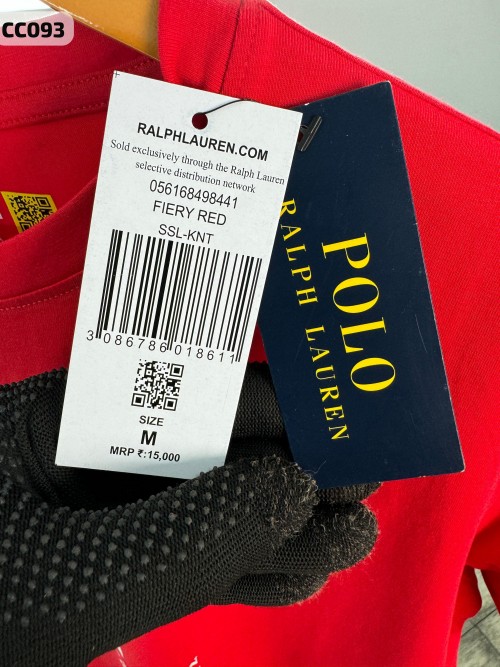 CC093
RALPHLAUREN.COM
Sold exclusively through the Ralph Lauren
selective distribution network
056168498441
FIERY RED
SSL-KNT
3 086786 018611
SIZE
M
MRP ₹:15,000
POLO
RALPH LAUREN